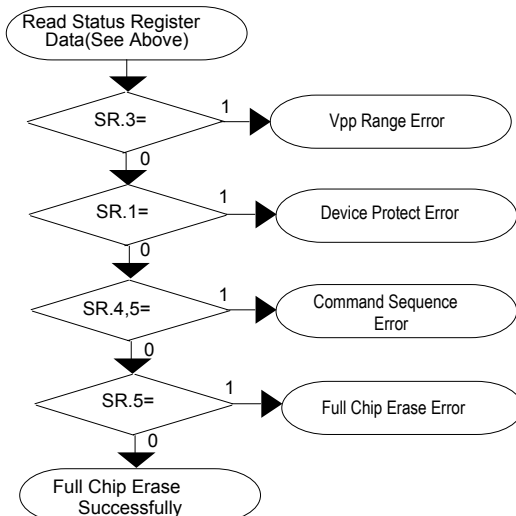 Read Status Register
Data(See Above)
SR.3=
1
Vpp Range Error
0
SR.1=
1
Device Protect Error
0
SR.4,5=
1
Command Sequence
Error
0
SR.5=
1
Full Chip Erase Error
0
Full Chip Erase
Successfully